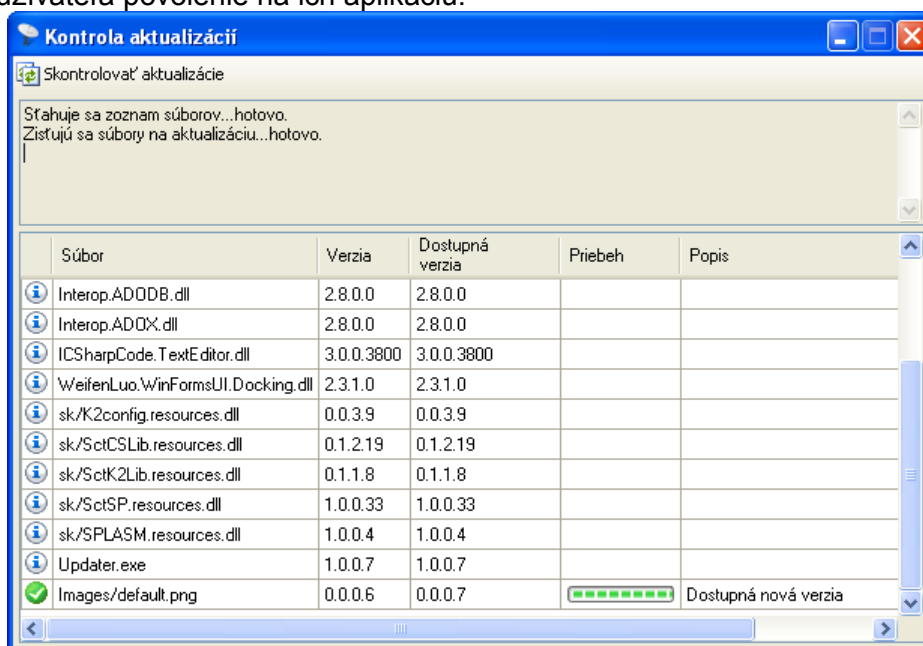 užívateľa povolenie na ich aplikáciu.
Kontrola aktualizácií
Skontrolovať aktualizácie
Sťahuje sa zoznam súborov...hotovo.
Zisťujú sa súbory na aktualizáciu...hotovo.
Súbor Verzia Dostupná verzia Priebeh Popis
Interop.ADODB.dll 2.8.0.0 2.8.0.0
Interop.ADOX.dll 2.8.0.0 2.8.0.0
ICSharpCode.TextEditor.dll 3.0.0.3800 3.0.0.3800
WeifenLuo.WinFormsUI.Docking.dll 2.3.1.0 2.3.1.0
sk/K2config.resources.dll 0.0.3.9 0.0.3.9
sk/SctCSLib.resources.dll 0.1.2.19 0.1.2.19
sk/SctK2Lib.resources.dll 0.1.1.8 0.1.1.8
sk/SctSP.resources.dll 1.0.0.33 1.0.0.33
sk/SPLASM.resources.dll 1.0.0.4 1.0.0.4
Updater.exe 1.0.0.7 1.0.0.7
Images/default.png 0.0.0.6 0.0.0.7 Dostupná nová verzia